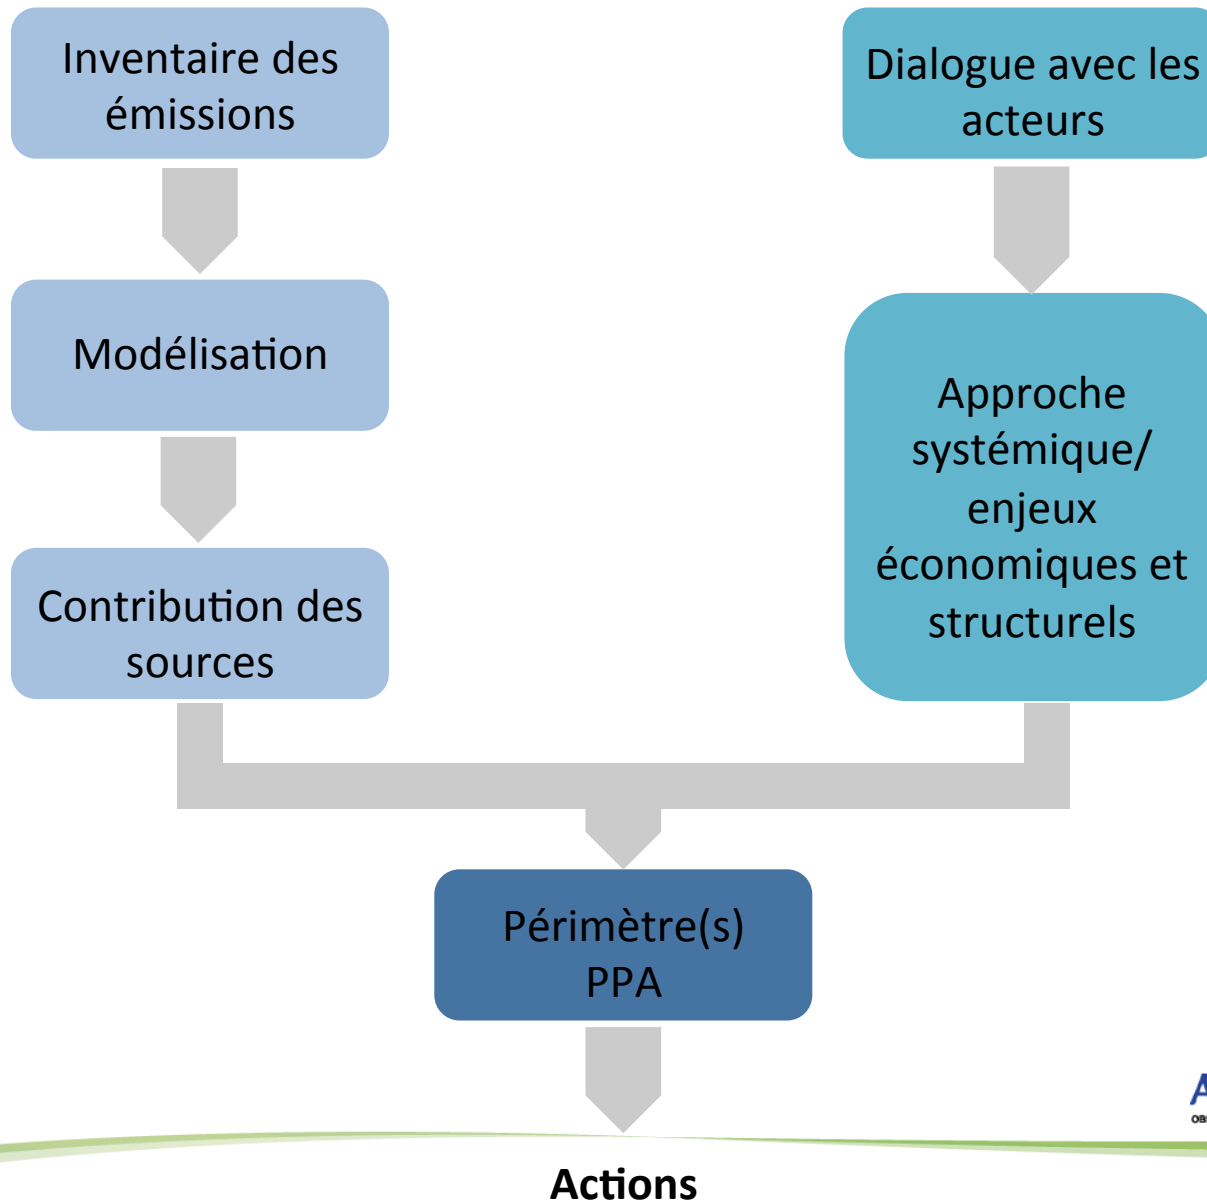 Inventaire des
émissions
Modélisation
Contribution des
sources
Dialogue avec les
acteurs
Approche
systémique/
enjeux
économiques et
structurels
Périmètre(s)
PPA
Actions